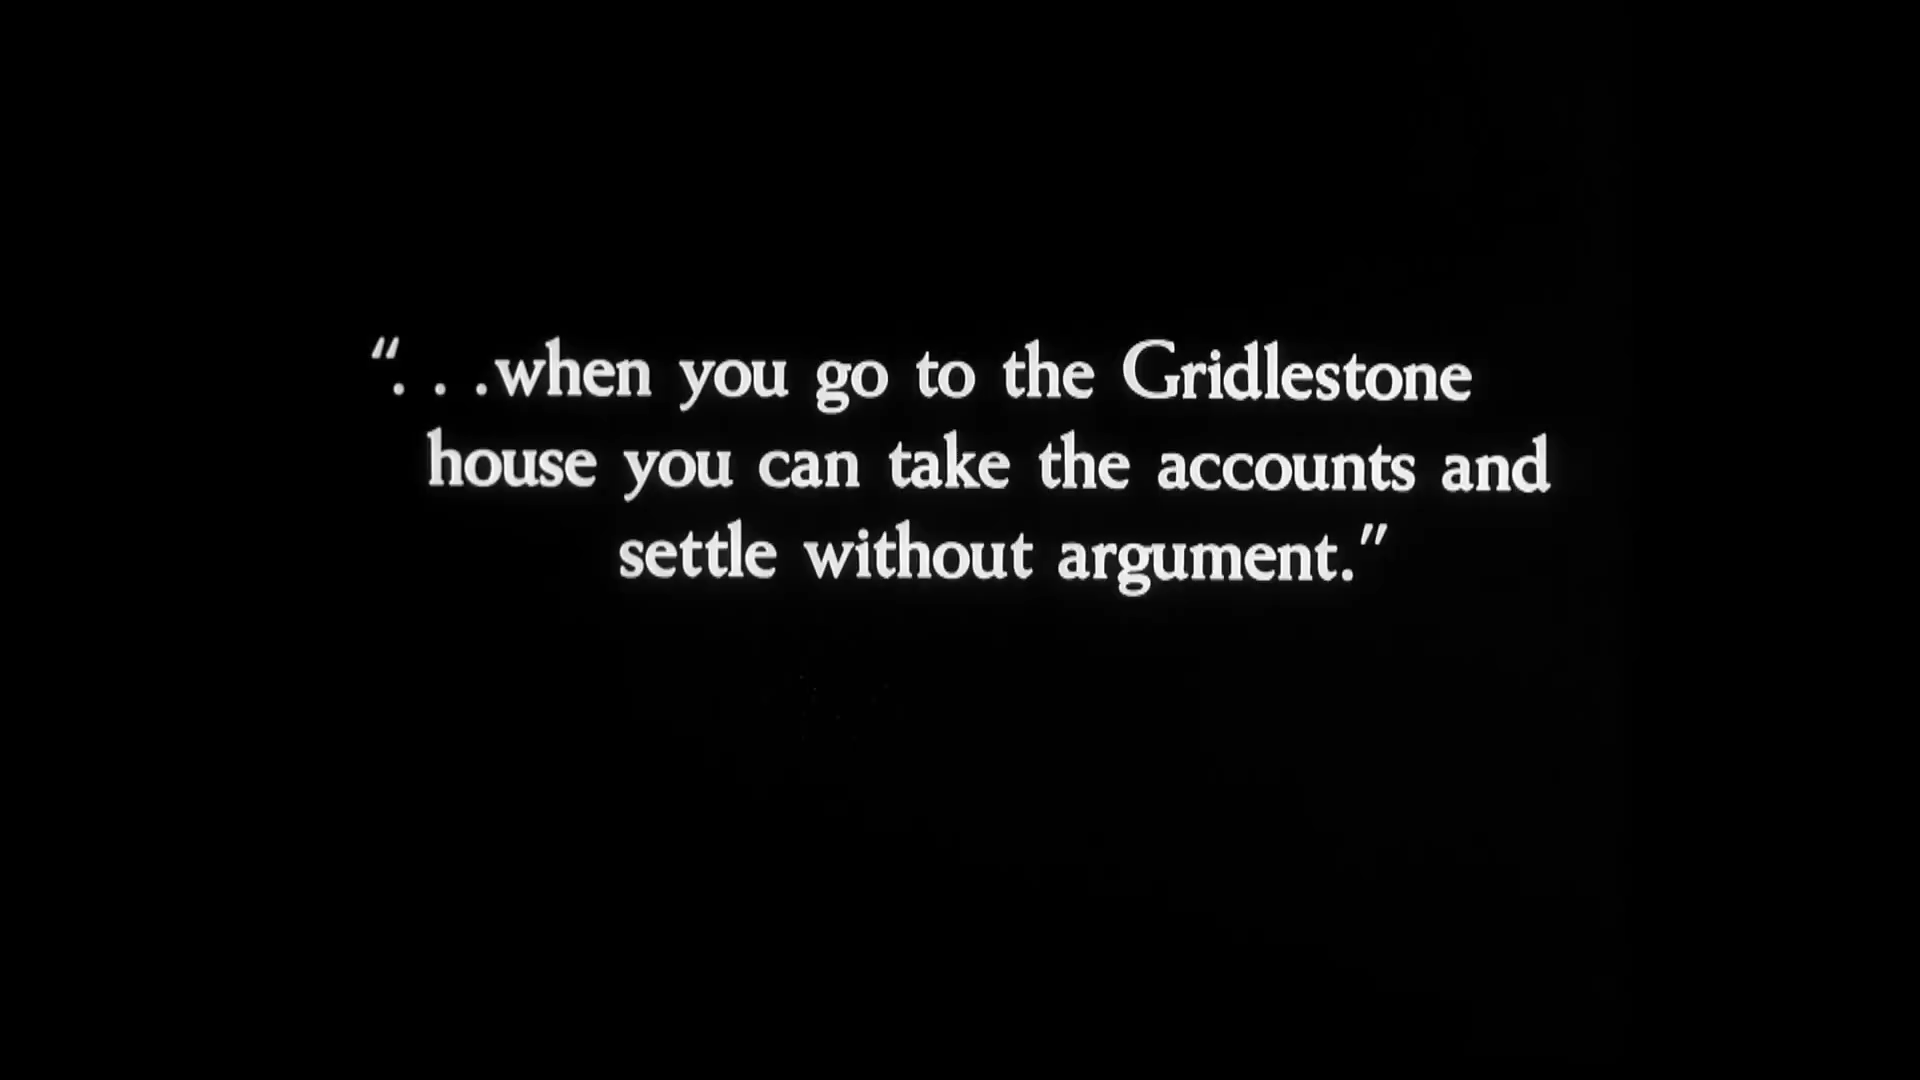 “. . .when you go to the Gridlestone
house you can take the accounts and
settle without argument.”